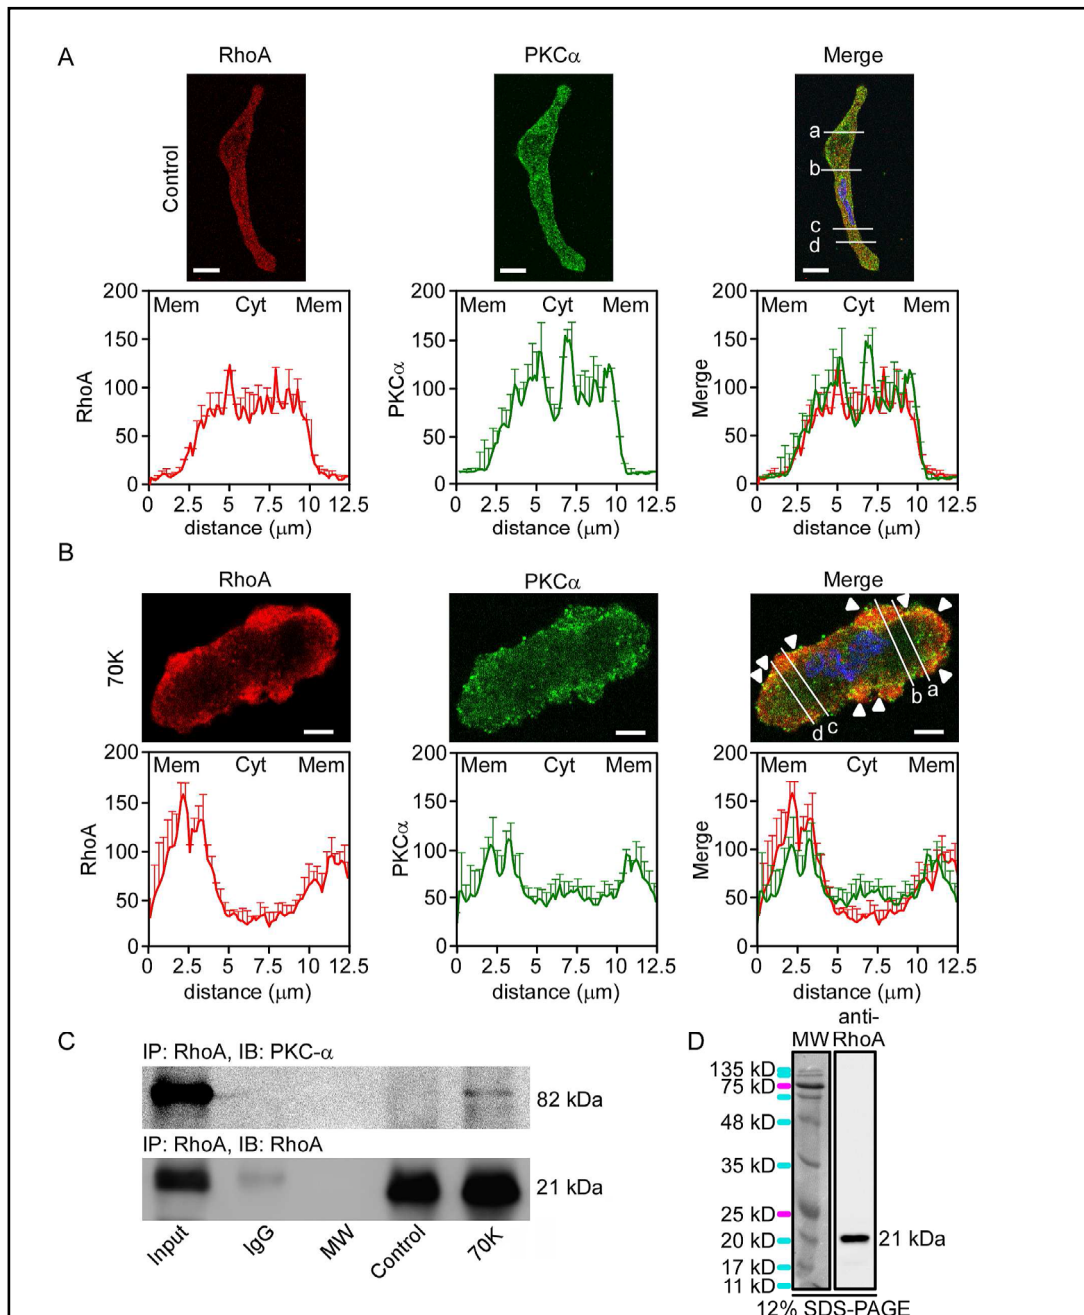 A
RhoA PKCα Merge
Control
a
b
c
d
200 Mem Cyt Mem 200 Mem Cyt Mem 200 Mem Cyt Mem
150 150 150
RhoA 100 PKCα 100 Merge 100
50 50 50
0 0 0
0 2.5 5 7.5 10 12.5 0 2.5 5 7.5 10 12.5 0 2.5 5 7.5 10 12.5
distance (μm) distance (μm) distance (μm)
B
RhoA PKCα Merge
70K
b a
d c
200 Mem Cyt Mem 200 Mem Cyt Mem 200 Mem Cyt Mem
150 150 150
RhoA 100 PKCα 100 Merge 100
50 50 50
0 0 0
0 2.5 5 7.5 10 12.5 0 2.5 5 7.5 10 12.5 0 2.5 5 7.5 10 12.5
distance (μm) distance (μm) distance (μm)
C
IP: RhoA, IB: PKC-α
82 kDa
IP: RhoA, IB: RhoA
21 kDa
Input IgG MW Control 70K
D
anti-
MW RhoA
135 kD
75 kD
48 kD
35 kD
25 kD
20 kD 21 kDa
17 kD
11 kD
12% SDS-PAGE